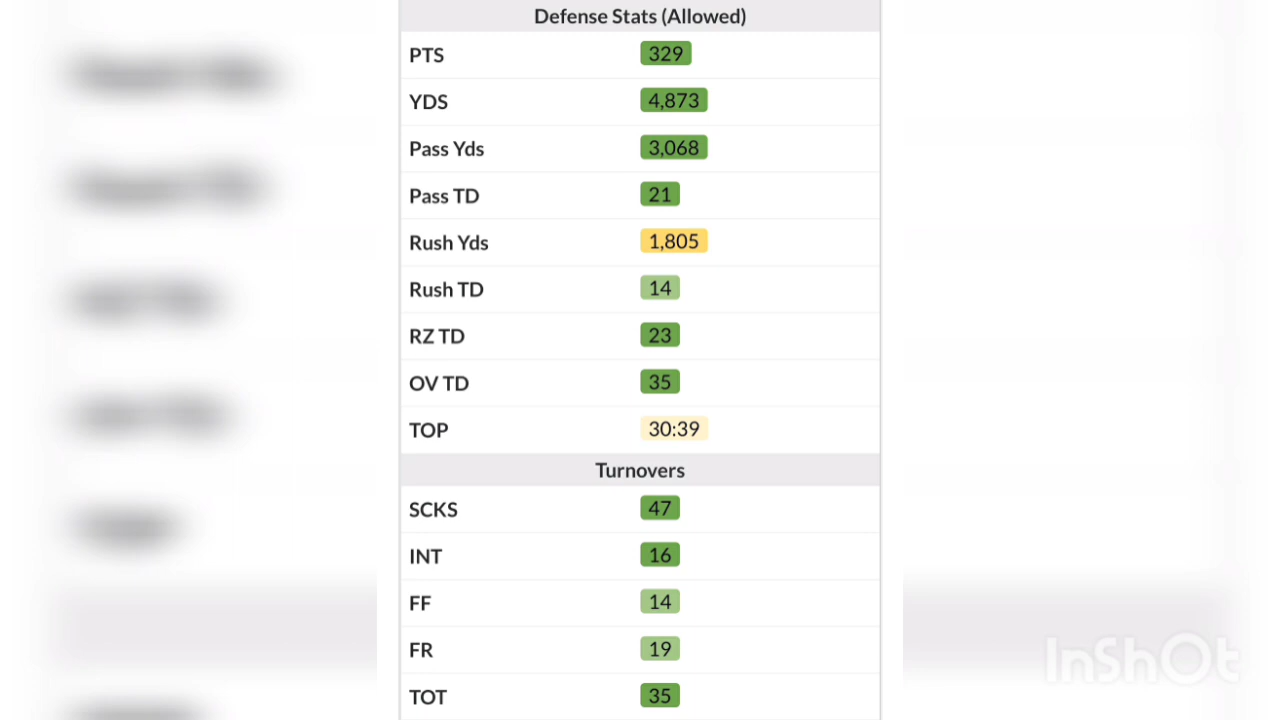 Defense Stats (Allowed)
PTS 329
YDS 4,873
Pass Yds 3,068
Pass TD 21
Rush Yds 1,805
Rush TD 14
RZ TD 23
OV TD 35
TOP 30:39
Turnovers
SCKS 47
INT 16
FF 14
FR 19
TOT 35
InShOt